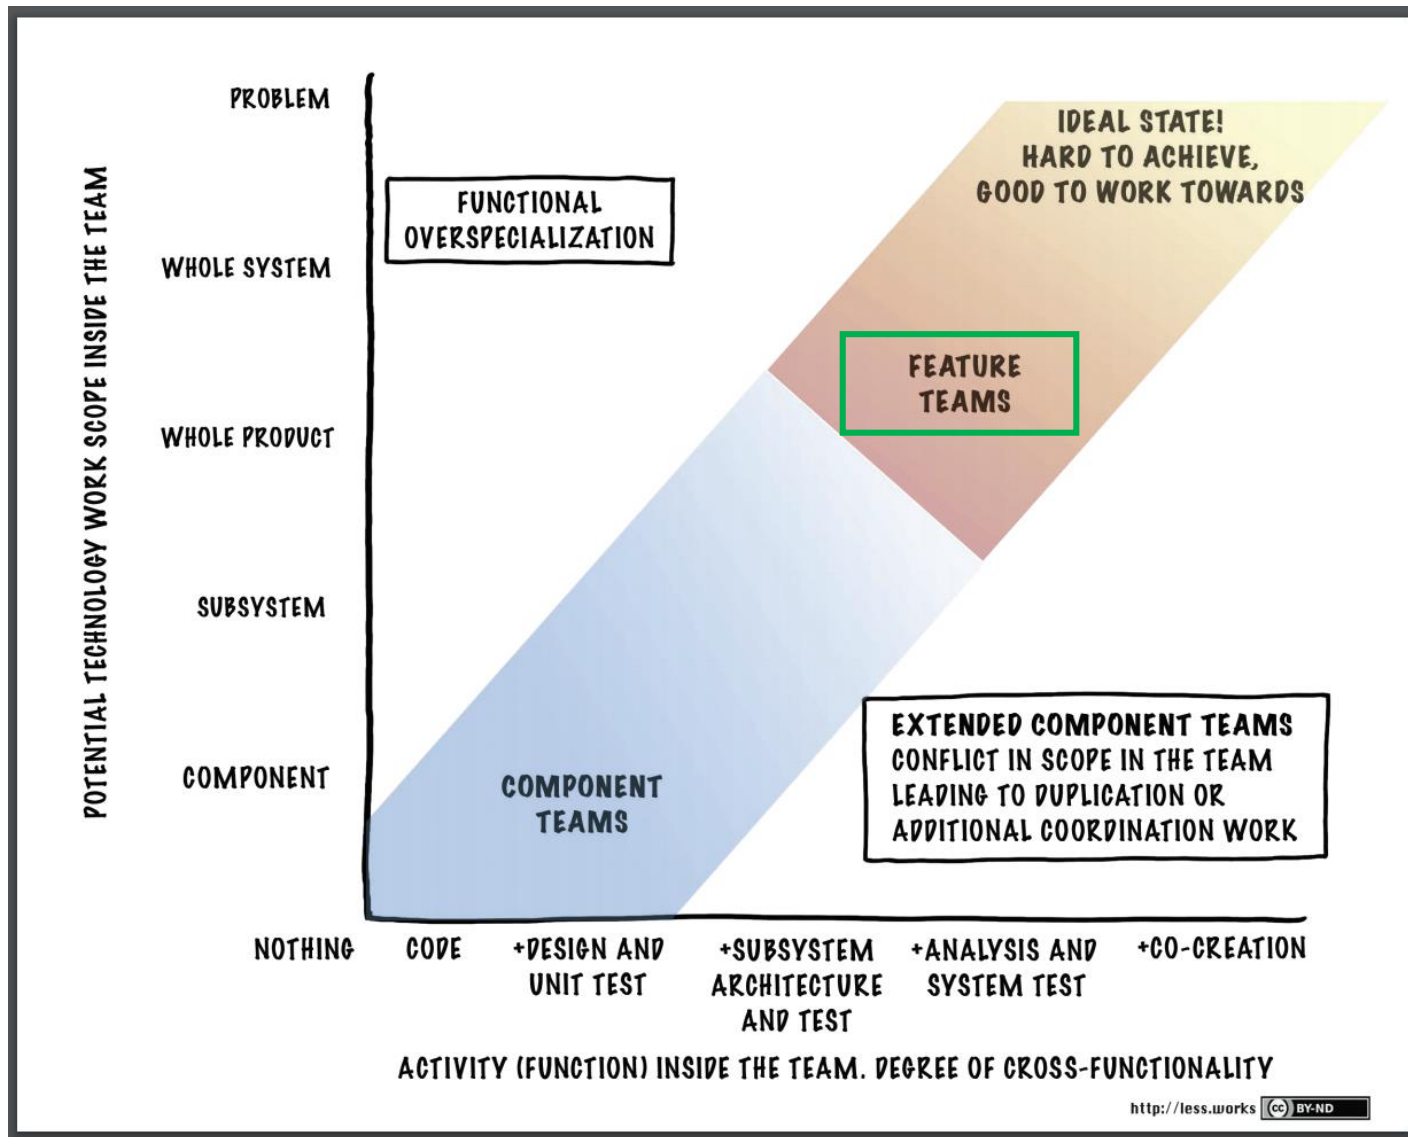 PROBLEM
IDEAL STATE!
HARD TO ACHIEVE,
GOOD TO WORK TOWARDS
FUNCTIONAL
OVERSPECIALIZATION
WHOLE SYSTEM
FEATURE
TEAMS
WHOLE PRODUCT
POTENTIAL TECHNOLOGY WORK SCOPE INSIDE THE TEAM
SUBSYSTEM
COMPONENT
COMPONENT
TEAMS
EXTENDED COMPONENT TEAMS
CONFLICT IN SCOPE IN THE TEAM
LEADING TO DUPLICATION OR
ADDITIONAL COORDINATION WORK
NOTHING
CODE
+DESIGN AND
UNIT TEST
+SUBSYSTEM
ARCHITECTURE
AND TEST
+ANALYSIS AND
SYSTEM TEST
+CO-CREATION
ACTIVITY (FUNCTION) INSIDE THE TEAM. DEGREE OF CROSS-FUNCTIONALITY
http://less.works cc BY-ND